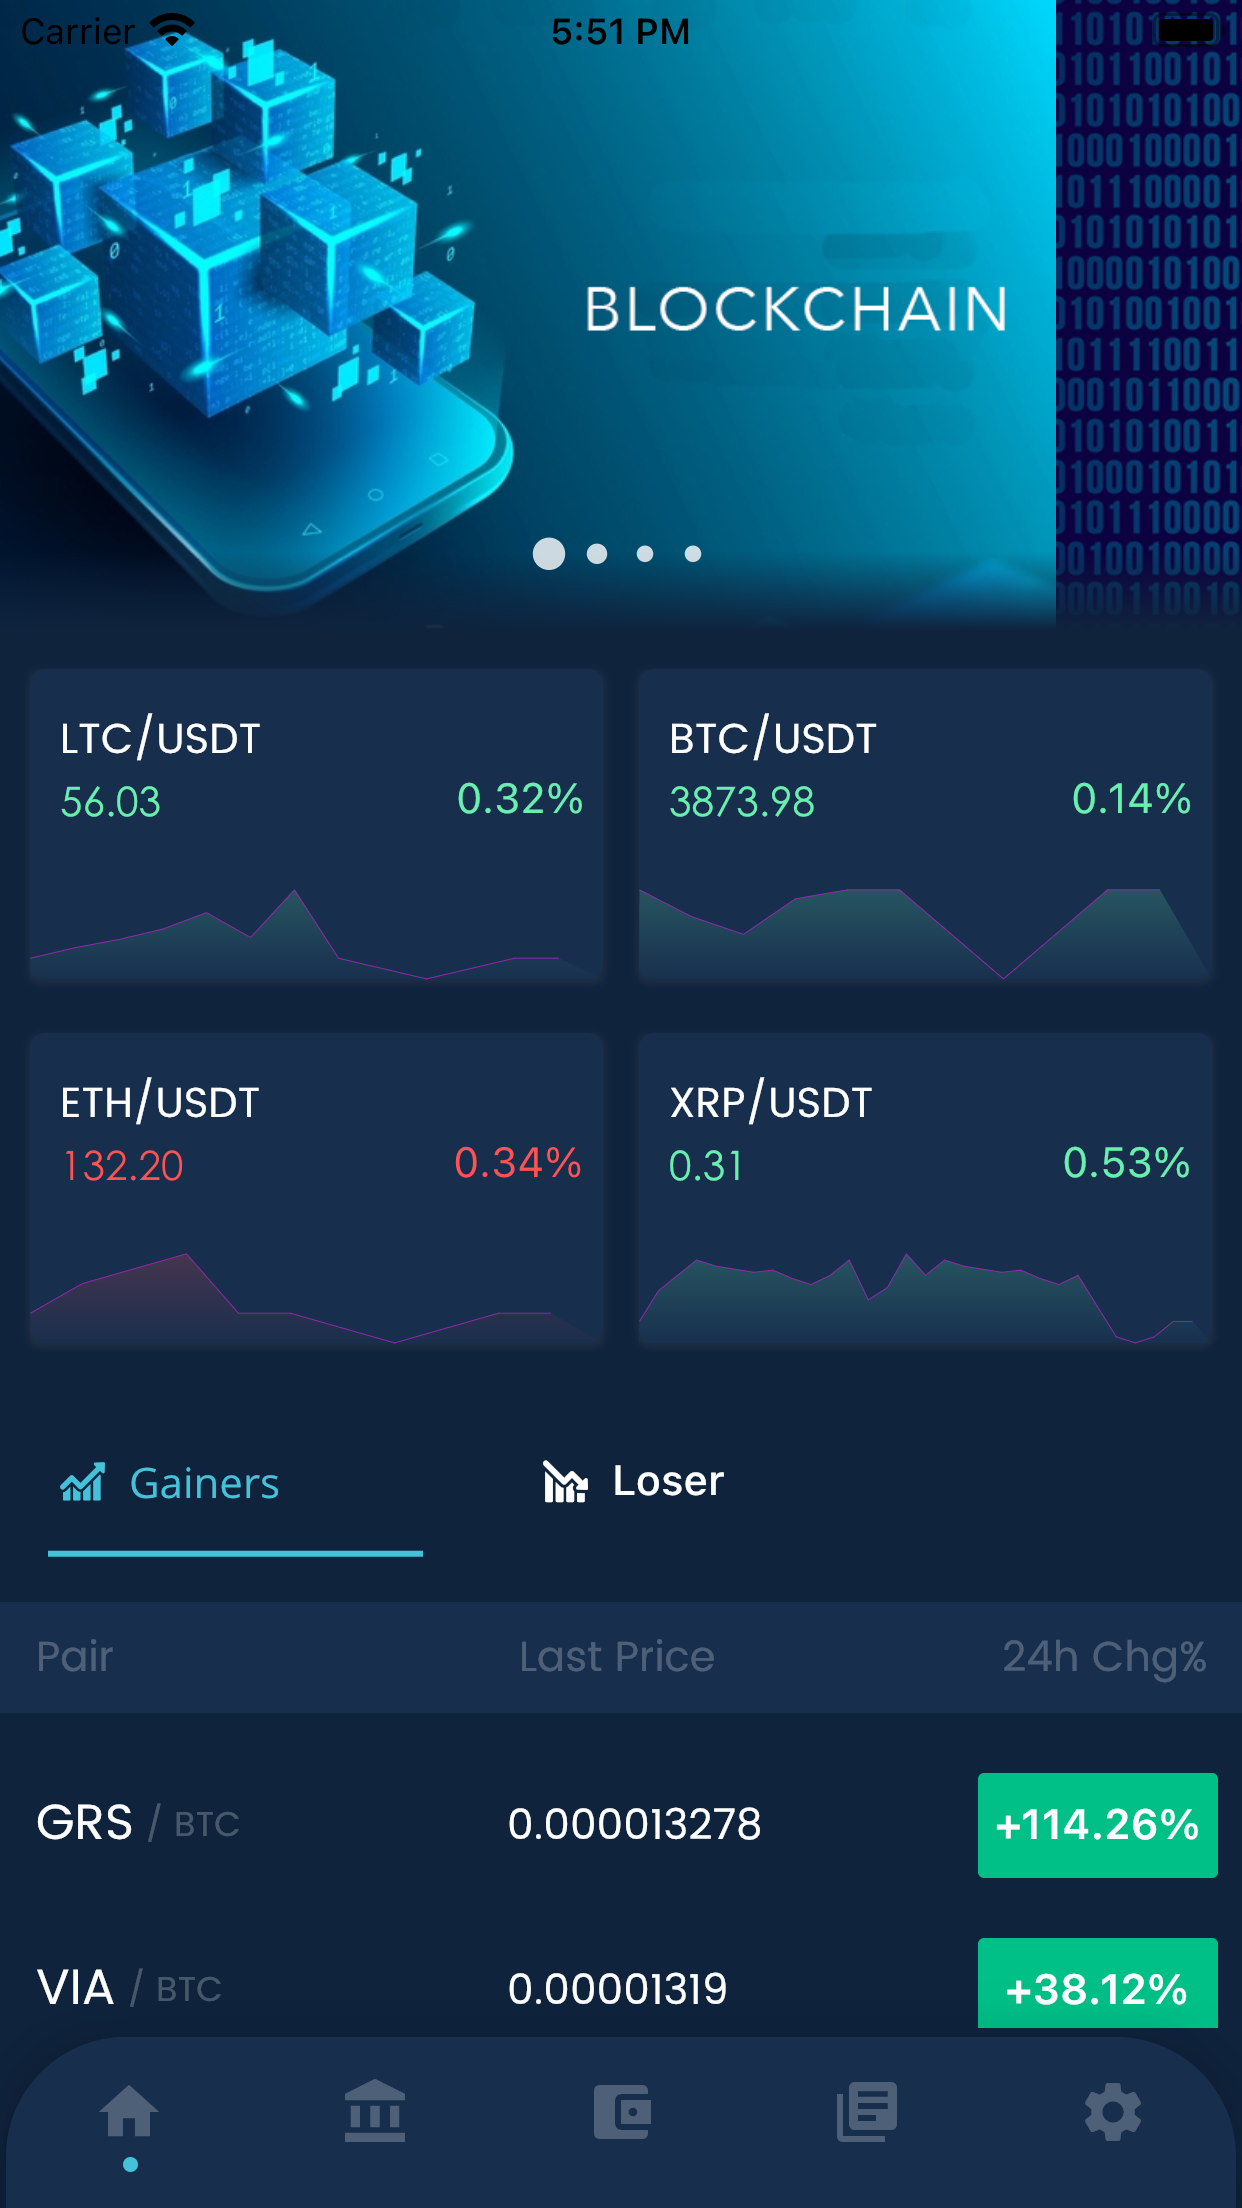 Carrier 5:51 PM
BLOCKCHAIN
LTC/USDT
56.03 0.32%
BTC/USDT
3873.98 0.14%
ETH/USDT
132.20 0.34%
XRP/USDT
0.31 0.53%
Gainers Loser
Pair Last Price 24h Chg%
GRS / BTC 0.000013278 +114.26%
VIA / BTC 0.00001319 +38.12%